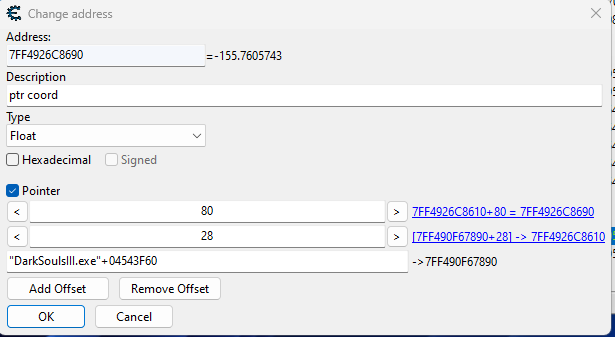 Change address
Address:
7FF4926C8690 =-155.7605743
Description
ptr coord
Type
Float
Hexadecimal Signed
Pointer
< 80 > 7FF4926C8610+80 = 7FF4926C8690
< 28 > [7FF490F67890+28] -> 7FF4926C8610
"DarkSoulsIII.exe"+04543F60 ->7FF490F67890
Add Offset Remove Offset
OK Cancel